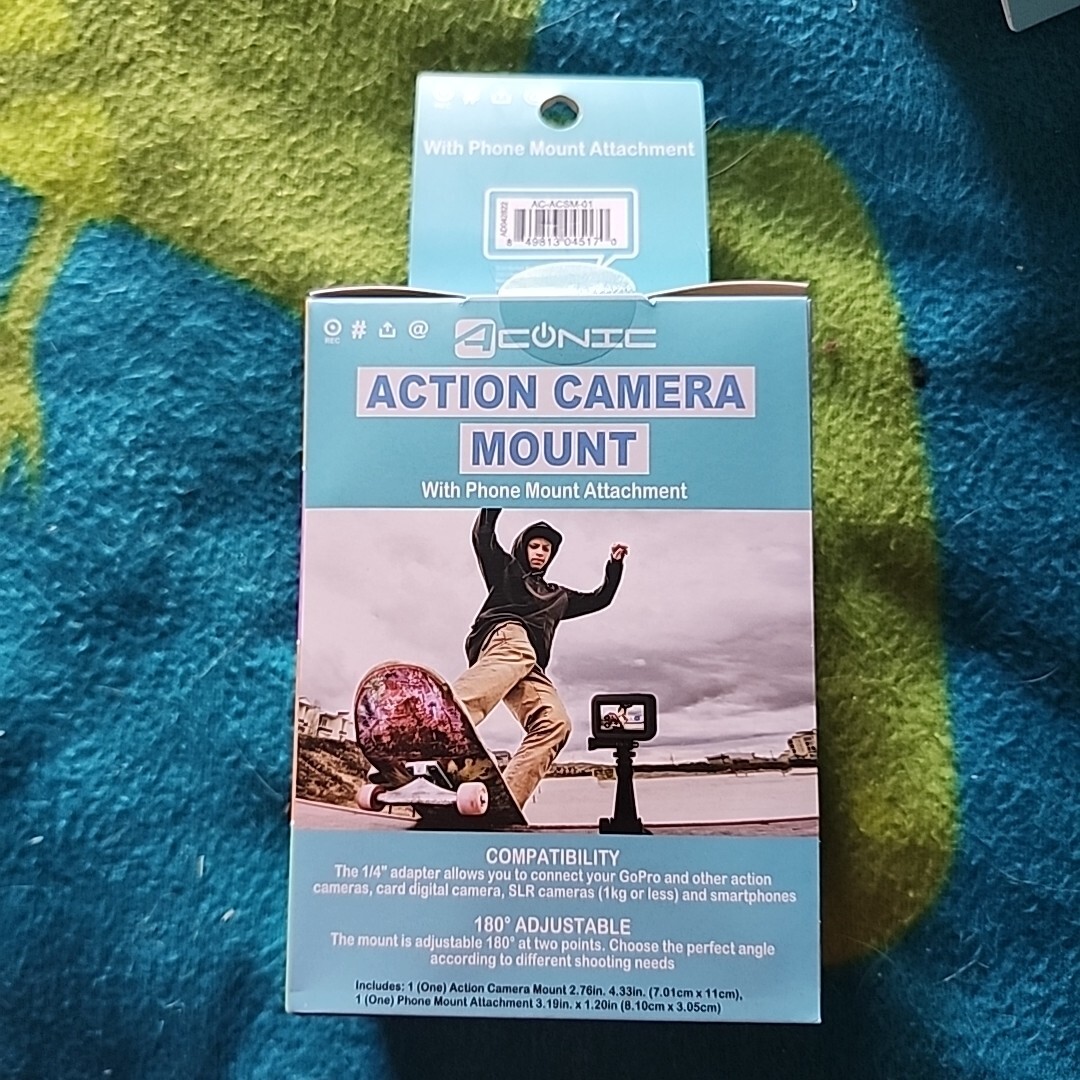 With Phone Mount Attachment
AC-ACSM-01
AD042822
8 49813 04517 0
REC # @
ACONIC
ACTION CAMERA
MOUNT
With Phone Mount Attachment
COMPATIBILITY
The 1/4" adapter allows you to connect your GoPro and other action
cameras, card digital camera, SLR cameras (1kg or less) and smartphones
180° ADJUSTABLE
The mount is adjustable 180° at two points. Choose the perfect angle
according to different shooting needs
Includes: 1 (One) Action Camera Mount 2.76in. 4.33in. (7.01cm x 11cm),
1 (One) Phone Mount Attachment 3.19in. x 1.20in (8.10cm x 3.05cm)